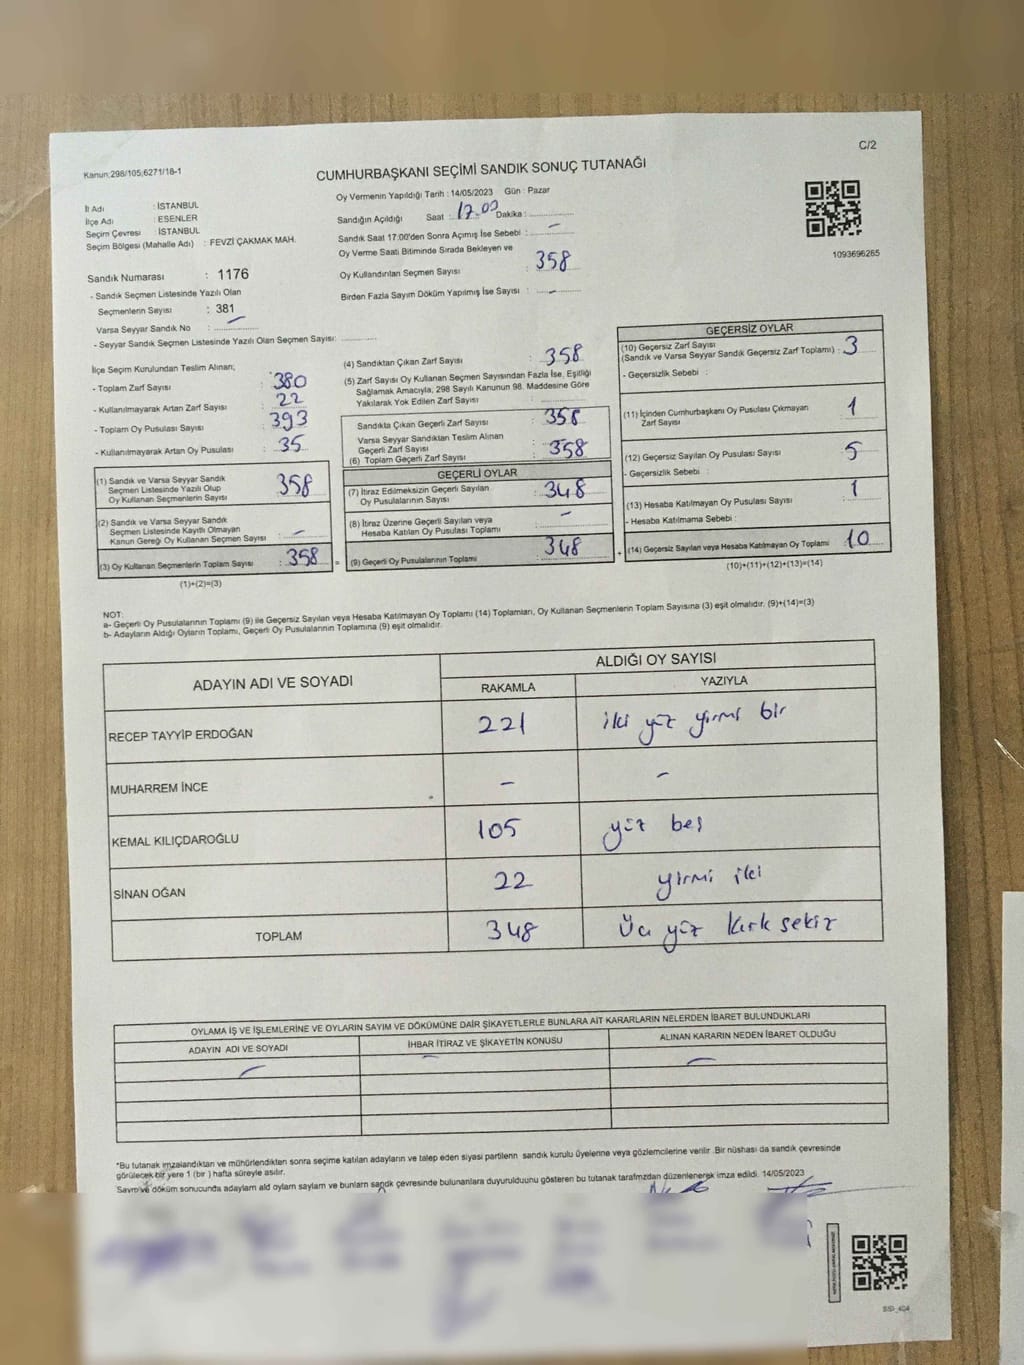 C/2
Kanun;298/105;6271/18-1
CUMHURBAŞKANI SEÇİMİ SANDIK SONUÇ TUTANAĞI
İl Adı : İSTANBUL
İlçe Adı : ESENLER
Seçim Çevresi : İSTANBUL
Seçim Bölgesi (Mahalle Adı) : FEVZİ ÇAKMAK MAH.
Sandık Numarası : 1176
- Sandık Seçmen Listesinde Yazılı Olan
Seçmenlerin Sayısı : 381
Varsa Seyyar Sandık No : –
- Seyyar Sandık Seçmen Listesinde Yazılı Olan Seçmen Sayısı:
Oy Vermenin Yapıldığı Tarih : 14/05/2023 Gün : Pazar
Sandığın Açıldığı Saat : 17.00 Dakika :
Sandık Saat 17:00'den Sonra Açımış İse Sebebi : –
Oy Verme Saati Bitiminde Sırada Bekleyen ve
Oy Kullandırılan Seçmen Sayısı : 358
Birden Fazla Sayım Döküm Yapılmış İse Sayısı : –
1093696265
İlçe Seçim Kurulundan Teslim Alınan;
- Toplam Zarf Sayısı : 380
- Kullanılmayarak Artan Zarf Sayısı : 22
- Toplam Oy Pusulası Sayısı : 393
- Kullanılmayarak Artan Oy Pusulası : 35
(1) Sandık ve Varsa Seyyar Sandık
Seçmen Listesinde Yazılı Olup
Oy Kullanan Seçmenlerin Sayısı : 358
(2) Sandık ve Varsa Seyyar Sandık
Seçmen Listesinde Kayıtlı Olmayan
Kanun Gereği Oy Kullanan Seçmen Sayısı : –
(3) Oy Kullanan Seçmenlerin Toplam Sayısı : 358
(1)+(2)=(3)
(4) Sandıktan Çıkan Zarf Sayısı : 358
(5) Zarf Sayısı Oy Kullanan Seçmen Sayısından Fazla İse, Eşitliği
Sağlamak Amacıyla; 298 Sayılı Kanunun 98. Maddesine Göre
Yakılarak Yok Edilen Zarf Sayısı :
Sandıkta Çıkan Geçerli Zarf Sayısı : 358
Varsa Seyyar Sandıktan Teslim Alınan
Geçerli Zarf Sayısı :
(6) Toplam Geçerli Zarf Sayısı : 358
GEÇERLİ OYLAR
(7) İtiraz Edilmeksizin Geçerli Sayılan
Oy Pusulalarının Sayısı : 348
(8) İtiraz Üzerine Geçerli Sayılan veya
Hesaba Katılan Oy Pusulası Toplamı : –
(9) Geçerli Oy Pusulalarının Toplamı : 348
GEÇERSİZ OYLAR
(10) Geçersiz Zarf Sayısı
(Sandık ve Varsa Seyyar Sandık Geçersiz Zarf Toplamı) : 3
- Geçersizlik Sebebi :
(11) İçinden Cumhurbaşkanı Oy Pusulası Çıkmayan
Zarf Sayısı : 1
(12) Geçersiz Sayılan Oy Pusulası Sayısı : 5
- Geçersizlik Sebebi :
(13) Hesaba Katılmayan Oy Pusulası Sayısı : 1
- Hesaba Katılmama Sebebi :
(14) Geçersiz Sayılan veya Hesaba Katılmayan Oy Toplamı : 10
(10)+(11)+(12)+(13)=(14)
NOT:
a- Geçerli Oy Pusulalarının Toplamı (9) ile Geçersiz Sayılan veya Hesaba Katılmayan Oy Toplamı (14) Toplamları, Oy Kullanan Seçmenlerin Toplam Sayısına (3) eşit olmalıdır. (9)+(14)=(3)
b- Adayların Aldığı Oyların Toplamı, Geçerli Oy Pusulalarının Toplamına (9) eşit olmalıdır.
ADAYIN ADI VE SOYADI ALDIĞI OY SAYISI
RAKAMLA YAZIYLA
RECEP TAYYİP ERDOĞAN 221 iki yüz yirmi bir
MUHARREM İNCE – –
KEMAL KILIÇDAROĞLU 105 yüz beş
SİNAN OĞAN 22 yirmi iki
TOPLAM 348 Üç yüz kırk sekiz
OYLAMA İŞ VE İŞLEMLERİNE VE OYLARIN SAYIM VE DÖKÜMÜNE DAİR ŞİKAYETLERLE BUNLARA AİT KARARLARIN NELERDEN İBARET BULUNDUKLARI
ADAYIN ADI VE SOYADI İHBAR İTİRAZ VE ŞİKAYETİN KONUSU ALINAN KARARIN NEDEN İBARET OLDUĞU
– – –
*Bu tutanak imzalandıktan ve mühürlendikten sonra seçime katılan adayların ve talep eden siyasi partilerin sandık kurulu üyelerine veya gözlemcilerine verilir. Bir nüshası da sandık çevresinde
görülecek bir yere 1 (bir ) hafta süreyle asılır.
Sayım ve döküm sonucunda adayların aldı oyların sayıların ve bunların sandık çevresinde bulunanlara duyurulduunu gösteren bu tutanak tarafımızdan düzenlenerek imza edildi. 14/05/2023